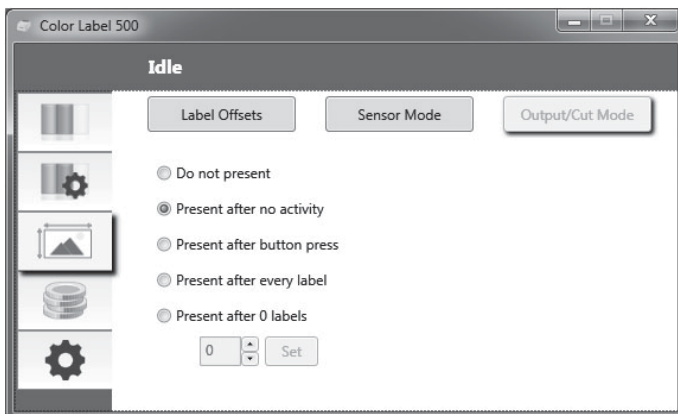 Color Label 500
Idle
Label Offsets Sensor Mode Output/Cut Mode
Do not present
Present after no activity
Present after button press
Present after every label
Present after 0 labels
0 Set